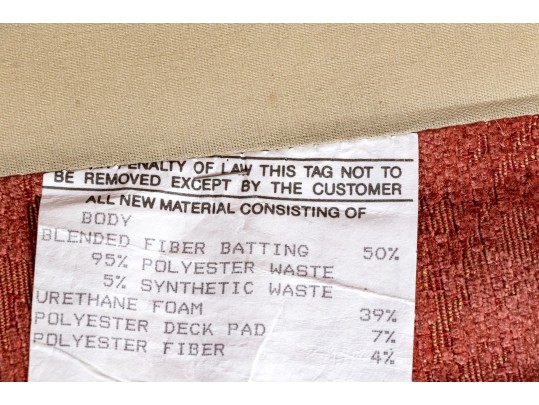 PENALTY OF LAW THIS TAG NOT TO
BE REMOVED EXCEPT BY THE CUSTOMER
ALL NEW MATERIAL CONSISTING OF
BODY
BLENDED FIBER BATTING 50%
95% POLYESTER WASTE
5% SYNTHETIC WASTE
URETHANE FOAM 39%
POLYESTER DECK PAD 7%
POLYESTER FIBER 4%